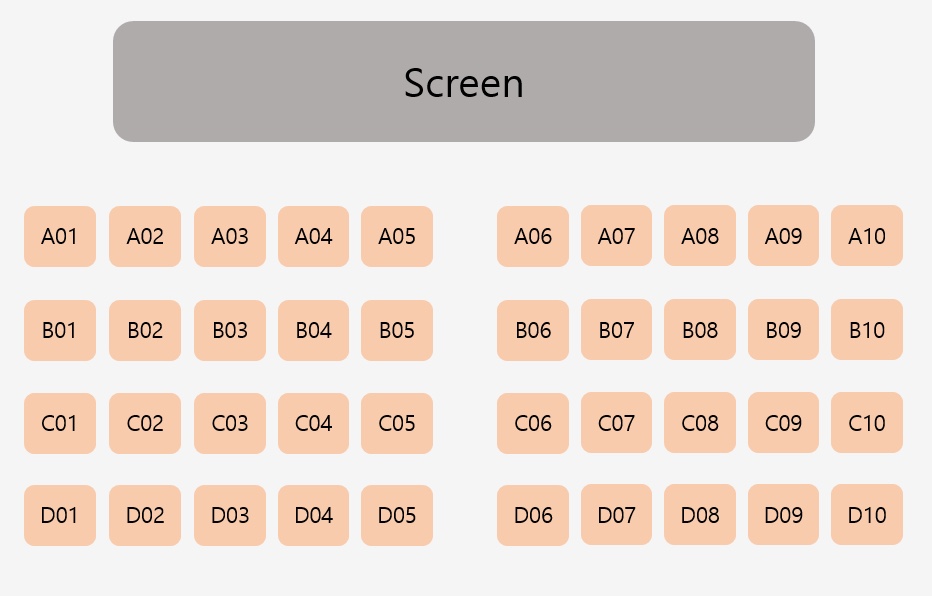 Screen
A01 A02 A03 A04 A05 A06 A07 A08 A09 A10
B01 B02 B03 B04 B05 B06 B07 B08 B09 B10
C01 C02 C03 C04 C05 C06 C07 C08 C09 C10
D01 D02 D03 D04 D05 D06 D07 D08 D09 D10